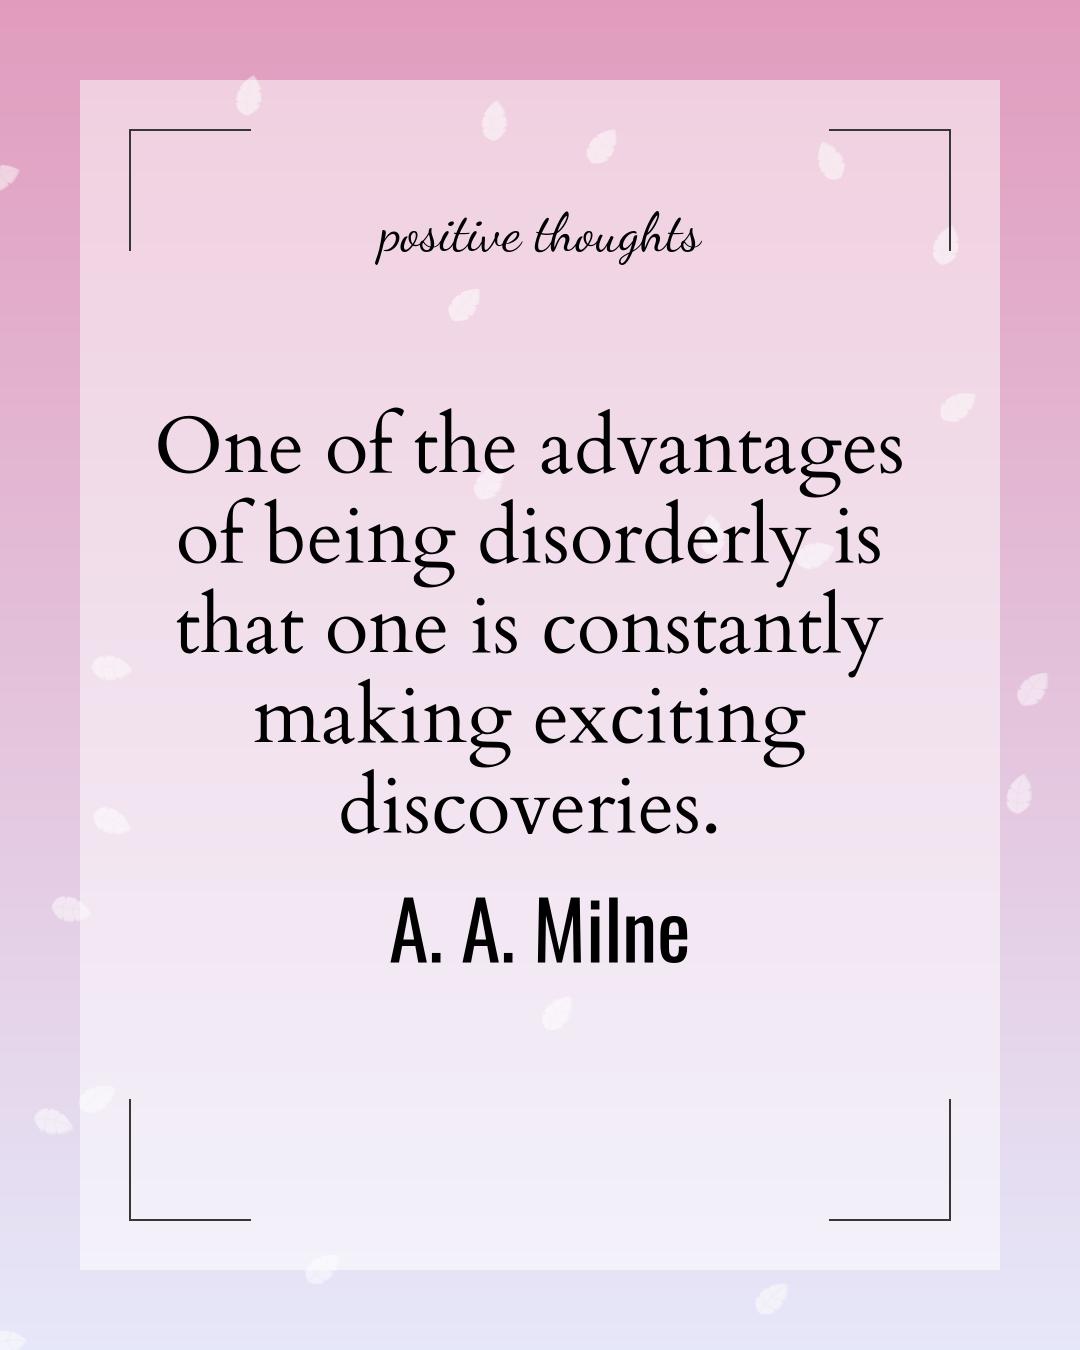 positive thoughts
One of the advantages
of being disorderly is
that one is constantly
making exciting
discoveries.
A. A. Milne